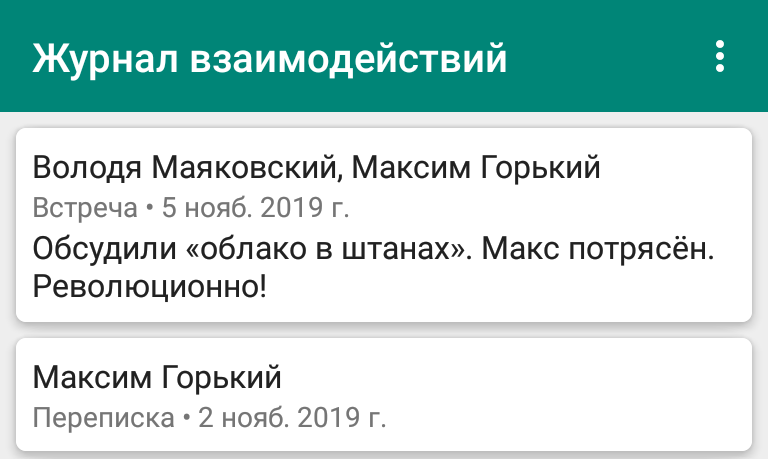 Журнал взаимодействий
Володя Маяковский, Максим Горький
Встреча • 5 нояб. 2019 г.
Обсудили «облако в штанах». Макс потрясён.
Революционно!
Максим Горький
Переписка • 2 нояб. 2019 г.